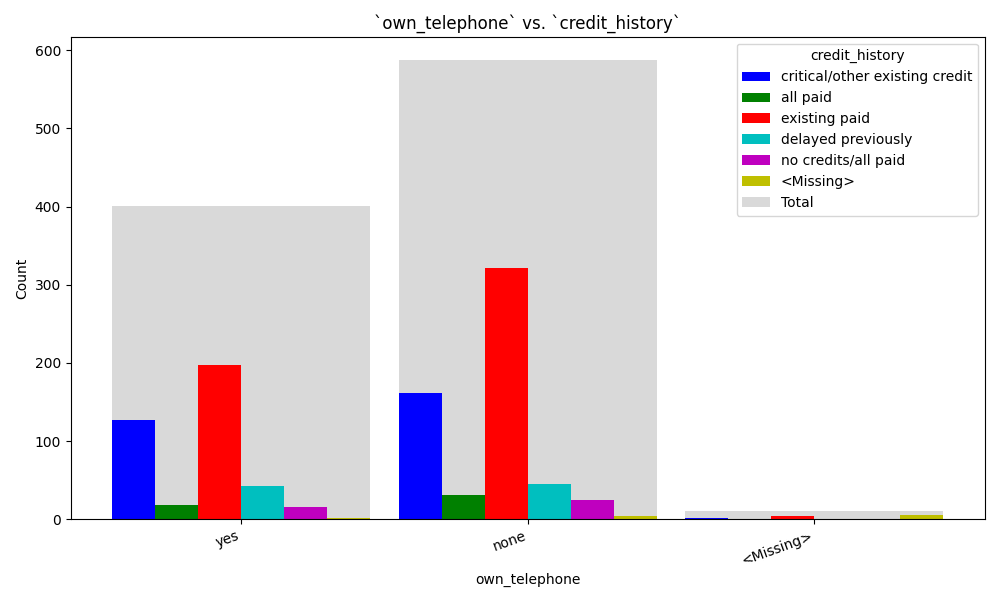 `own_telephone` vs. `credit_history`
600
500
400
300
200
100
0
Count
credit_history
critical/other existing credit
all paid
existing paid
delayed previously
no credits/all paid
<Missing>
Total
yes
none
<Missing>
own_telephone